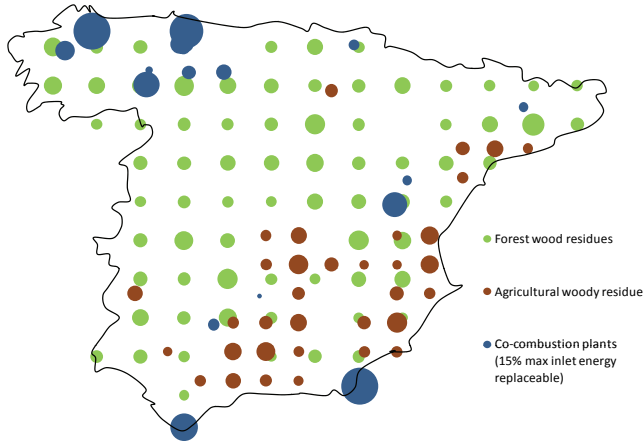 Forest wood residues
Agricultural woody residue
Co-combustion plants
(15% max inlet energy
replaceable)